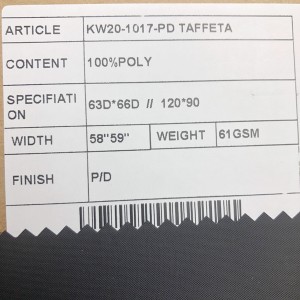 ARTICLE KW20-1017-PD TAFFETA
CONTENT 100%POLY
SPECIFIATI
ON 63D*66D // 120*90
WIDTH 58"59" WEIGHT 61GSM
FINISH P/D